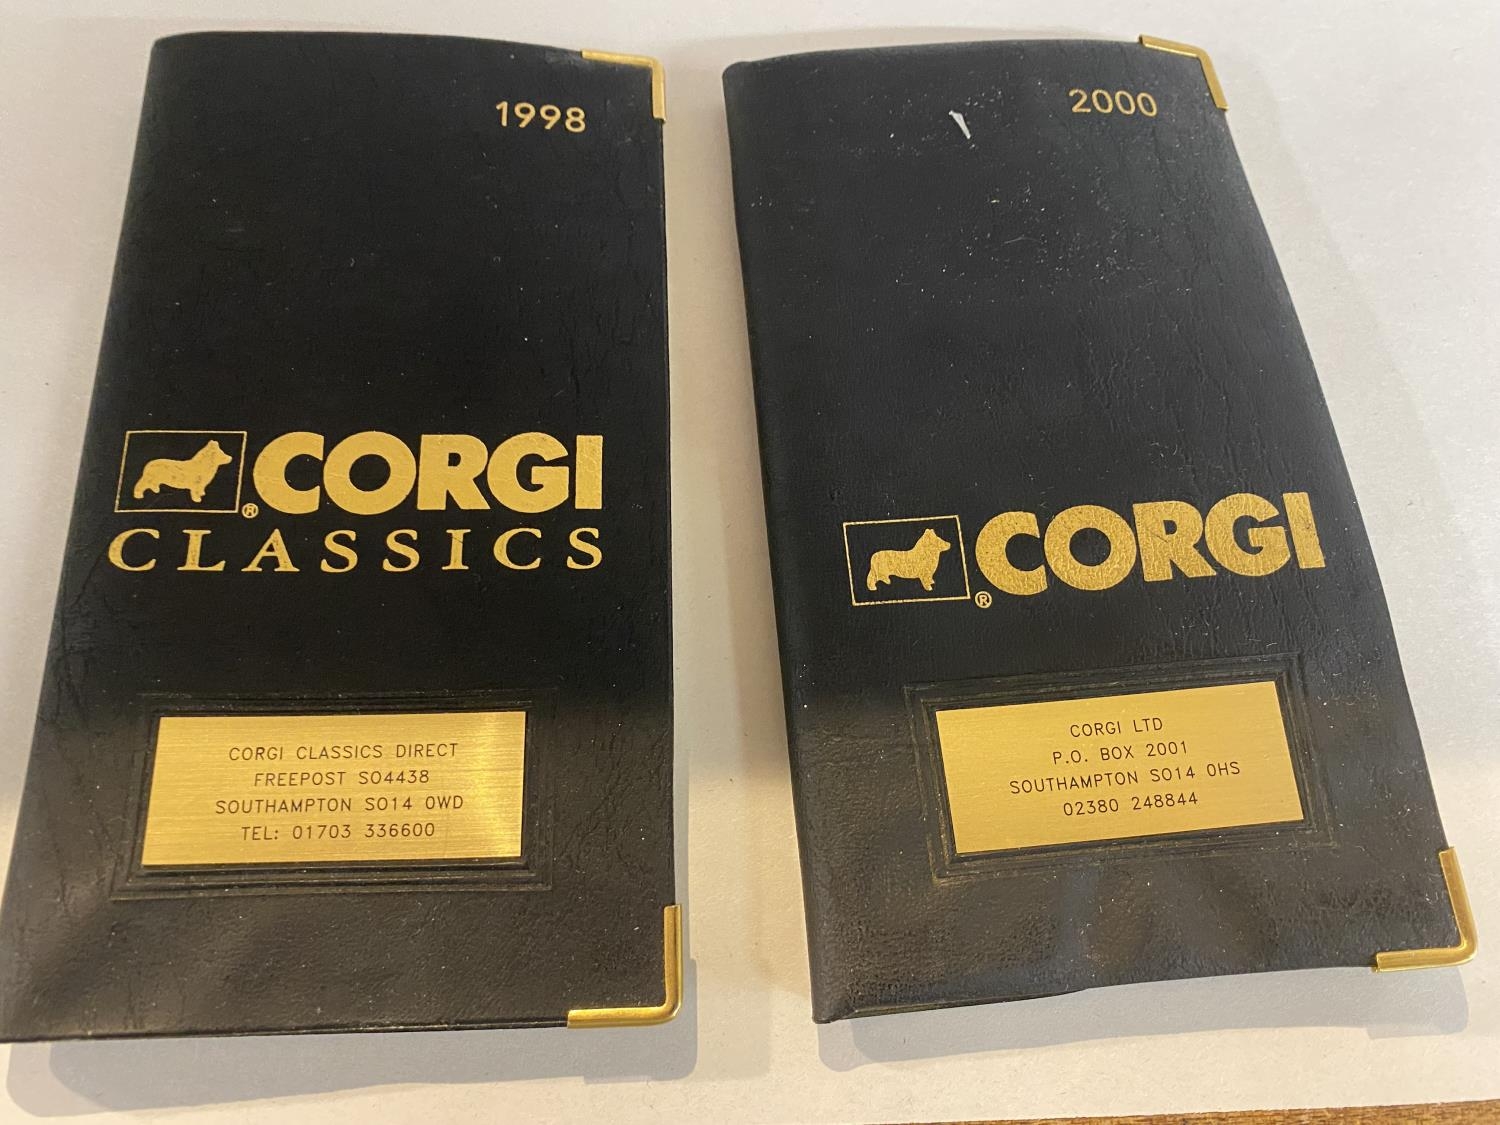 1998
® CORGI
CLASSICS
CORGI CLASSICS DIRECT
FREEPOST SO4438
SOUTHAMPTON SO14 0WD
TEL: 01703 336600
2000
® CORGI
CORGI LTD
P.O. BOX 2001
SOUTHAMPTON SO14 0HS
02380 248844